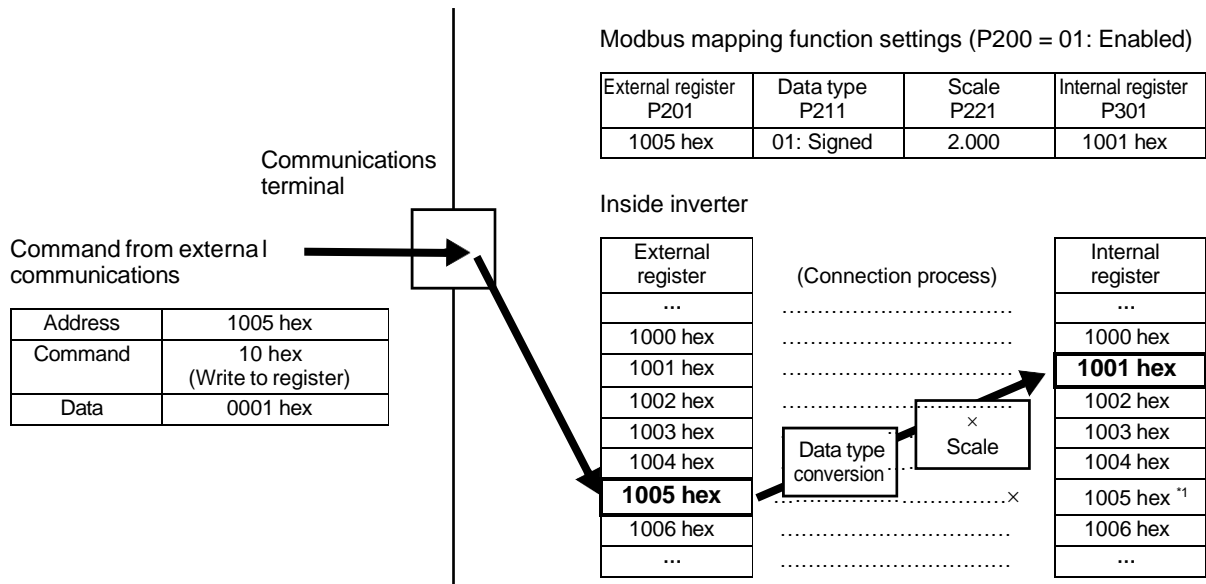 Modbus mapping function settings (P200 = 01: Enabled)
External register Data type Scale Internal register
P201 P211 P221 P301
1005 hex 01: Signed 2.000 1001 hex
Communications
terminal
Inside inverter
Command from external
communications
Address 1005 hex
Command 10 hex
(Write to register)
Data 0001 hex
External
register
...
1000 hex
1001 hex
1002 hex
1003 hex
1004 hex
1005 hex
1006 hex
...
(Connection process)
Data type
conversion
×
Scale
×
Internal
register
...
1000 hex
1001 hex
1002 hex
1003 hex
1004 hex
1005 hex *1
1006 hex
...